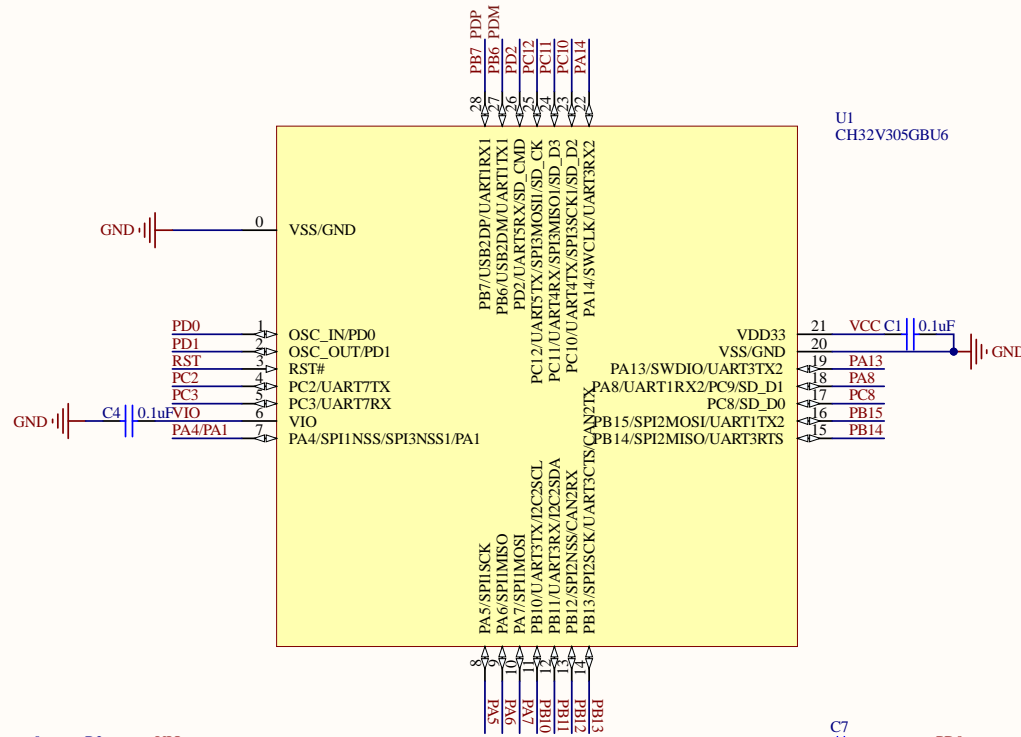 PB7 PDP
PB6 PDM
PD2
PC12
PC11
PC10
PA14
28
27
26
25
24
23
22
U1
CH32V305GBU6
PB7/USB2DP/UART1RX1
PB6/USB2DM/UART1TX1
PD2/UART5RX/SD_CMD
PC12/UART5TX/SPI3MOSI1/SD_CK
PC11/UART4RX/SPI3MISO1/SD_D3
PC10/UART4TX/SPI3SCK1/SD_D2
PA14/SWCLK/UART3RX2
GND
0
VSS/GND
PD0 1 OSC_IN/PD0
PD1 2 OSC_OUT/PD1
RST 3 RST#
PC2 4 PC2/UART7TX
PC3 5 PC3/UART7RX
GND C4 0.1uF VIO 6 VIO
PA4/PA1 7 PA4/SPI1NSS/SPI3NSS1/PA1
VDD33 21 VCC C1 0.1uF
VSS/GND 20 GND
PA13/SWDIO/UART3TX2 19 PA13
PA8/UART1RX2/PC9/SD_D1 18 PA8
PC8/SD_D0 17 PC8
PB15/SPI2MOSI/UART1TX2 16 PB15
PB14/SPI2MISO/UART3RTS 15 PB14
PA5/SPI1SCK
PA6/SPI1MISO
PA7/SPI1MOSI
PB10/UART3TX/I2C2SCL
PB11/UART3RX/I2C2SDA
PB12/SPI2NSS/CAN2RX
PB13/SPI2SCK/UART3CTS/CAN2TX
8
9
10
11
12
13
14
PA5
PA6
PA7
PB10
PB11
PB12
PB13
C7